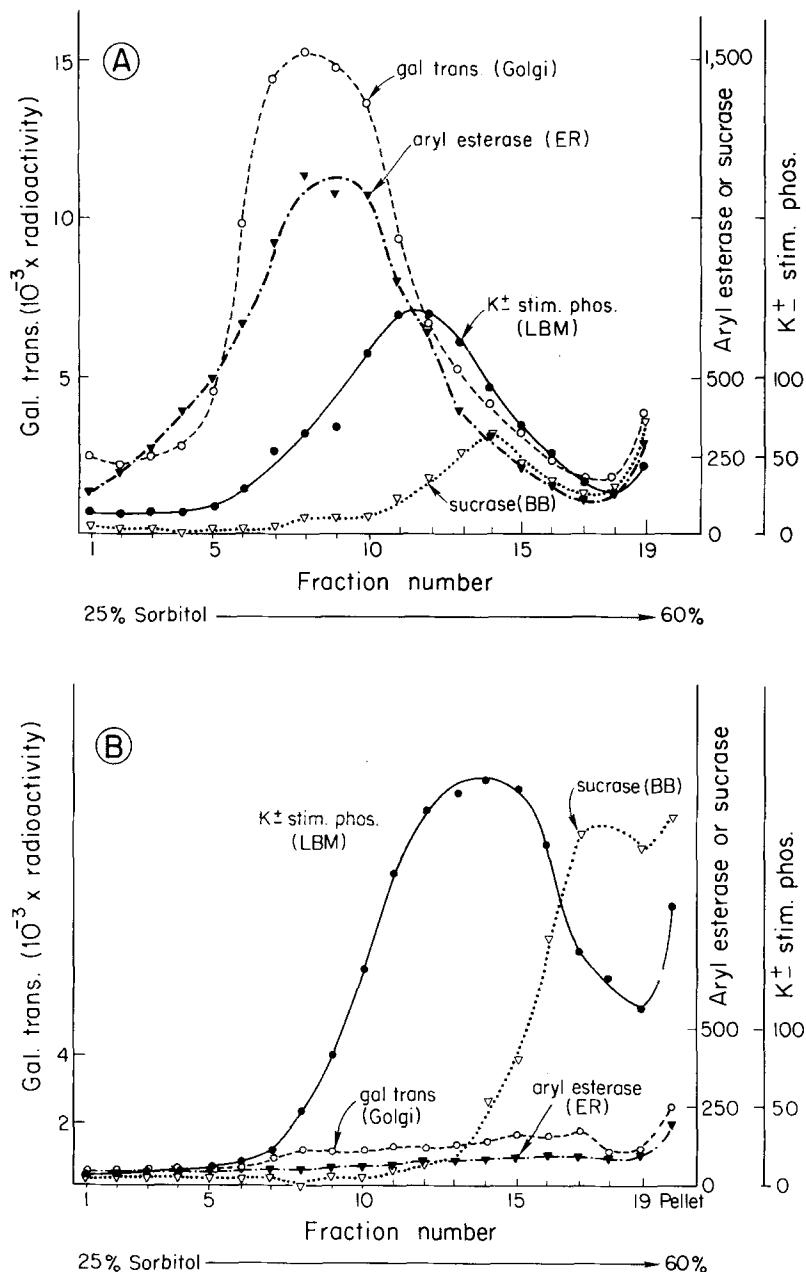 A
Gal. trans. (10⁻³ x radioactivity)
15
10
5
gal trans. (Golgi)
aryl esterase (ER)
K± stim. phos.
(LBM)
sucrase (BB)
1,500
500
250
0
Aryl esterase or sucrase
100
50
0
K± stim. phos.
1 5 10 15 19
Fraction number
25% Sorbitol 60%
B
Gal. trans. (10⁻³ x radioactivity)
4
2
K± stim. phos.
(LBM)
sucrase (BB)
gal trans
(Golgi)
aryl esterase
(ER)
500
250
0
Aryl esterase or sucrase
100
50
0
K± stim. phos.
1 5 10 15 19 Pellet
Fraction number
25% Sorbitol 60%